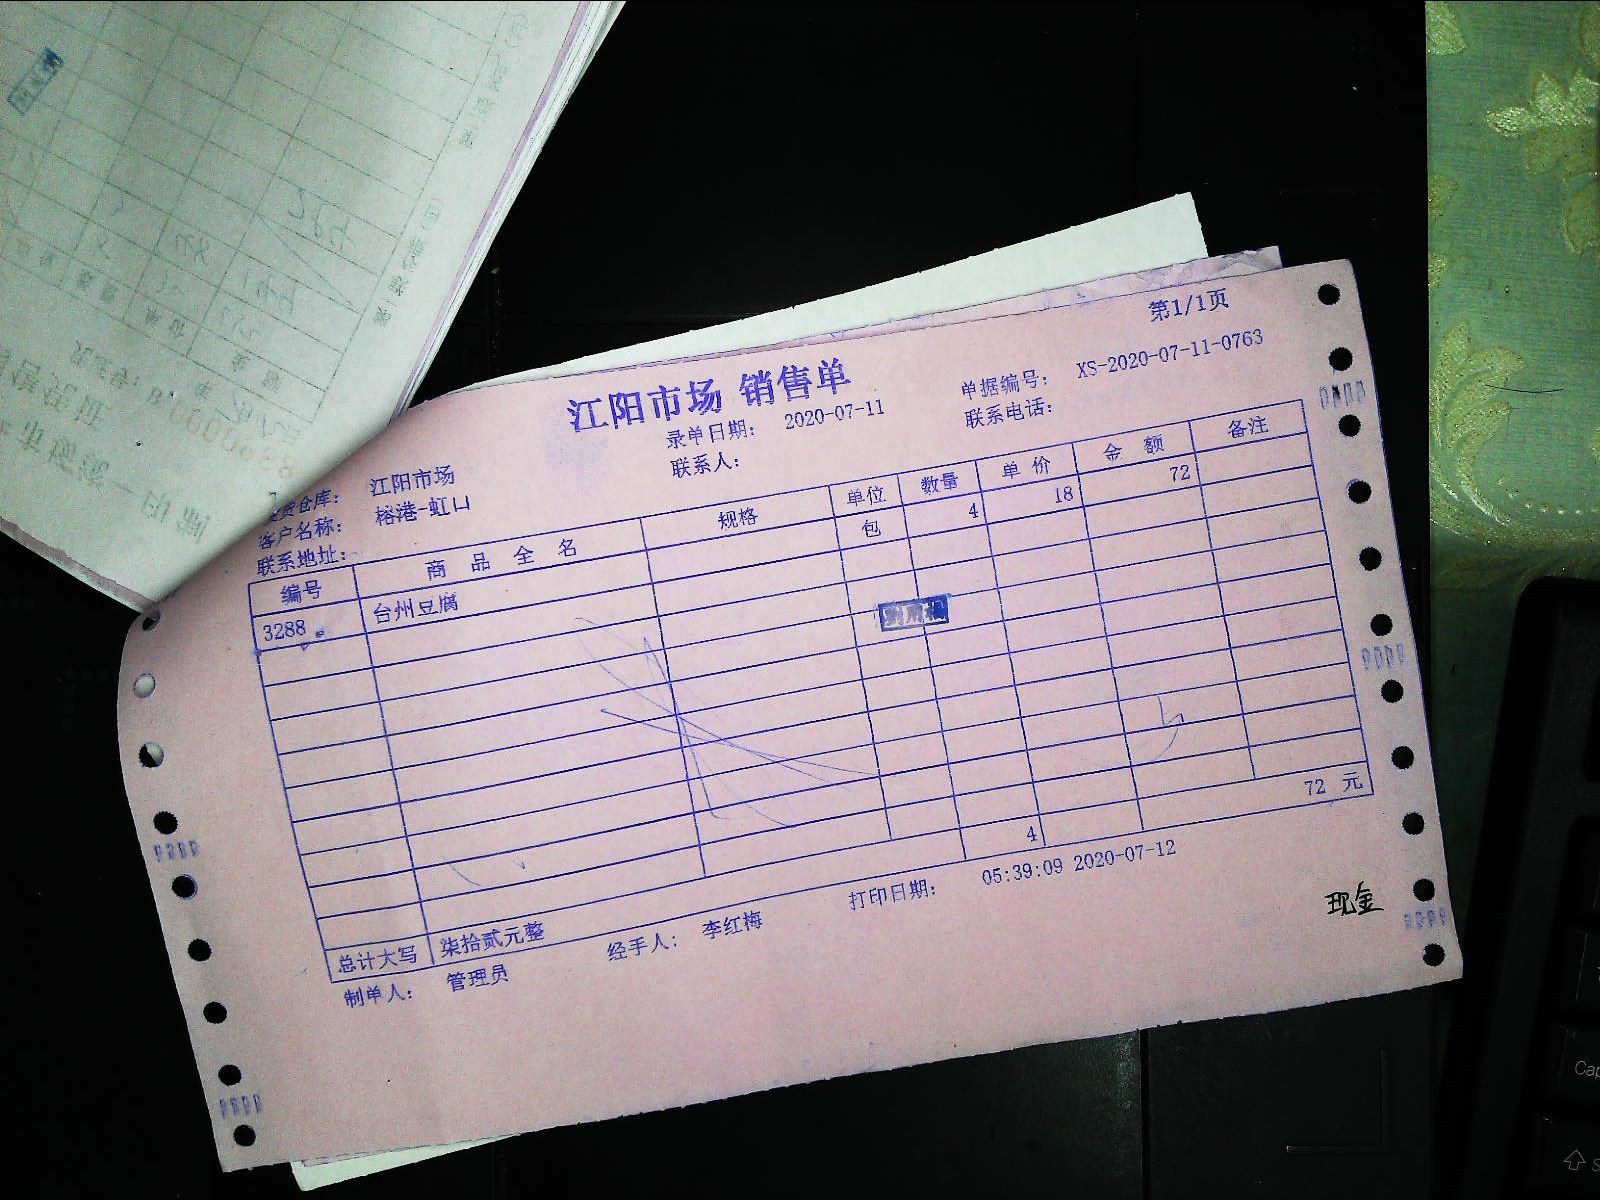 第1/1页
江阳市场 销售单
录单日期： 2020-07-11 单据编号： XS-2020-07-11-0763
联系人： 联系电话：
货仓库： 江阳市场
客户名称： 榕港-虹口
联系地址：
编号 商品全名 规格 单位 数量 单价 金额 备注
3288 台州豆腐 包 4 18 72
4 72 元
总计大写 柒拾贰元整
制单人： 管理员 经手人： 李红梅 打印日期： 05:39:09 2020-07-12
现金